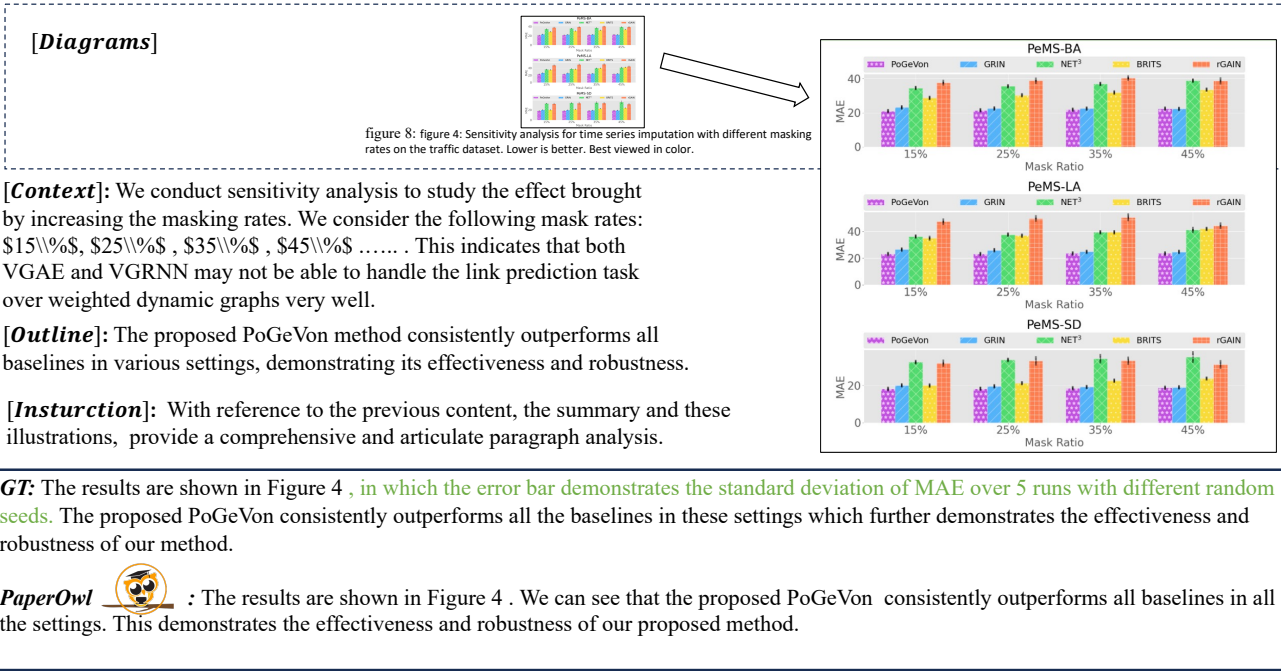 [Diagrams]
figure 8: figure 4: Sensitivity analysis for time series imputation with different masking
rates on the traffic dataset. Lower is better. Best viewed in color.
PeMS-BA
PoGeVon GRIN NET³ BRITS rGAIN
MAE
40
20
0
15% 25% 35% 45%
Mask Ratio
PeMS-LA
PoGeVon GRIN NET³ BRITS rGAIN
MAE
40
20
0
15% 25% 35% 45%
Mask Ratio
PeMS-SD
PoGeVon GRIN NET³ BRITS rGAIN
MAE
20
0
15% 25% 35% 45%
Mask Ratio
[Context]: We conduct sensitivity analysis to study the effect brought
by increasing the masking rates. We consider the following mask rates:
$15\\%$, $25\\%$ , $35\\%$ , $45\\%$ ……. . This indicates that both
VGAE and VGRNN may not be able to handle the link prediction task
over weighted dynamic graphs very well.
[Outline]: The proposed PoGeVon method consistently outperforms all
baselines in various settings, demonstrating its effectiveness and robustness.
[Insturction]: With reference to the previous content, the summary and these
illustrations, provide a comprehensive and articulate paragraph analysis.
GT: The results are shown in Figure 4 , in which the error bar demonstrates the standard deviation of MAE over 5 runs with different random
seeds. The proposed PoGeVon consistently outperforms all the baselines in these settings which further demonstrates the effectiveness and
robustness of our method.
PaperOwl : The results are shown in Figure 4 . We can see that the proposed PoGeVon consistently outperforms all baselines in all
the settings. This demonstrates the effectiveness and robustness of our proposed method.